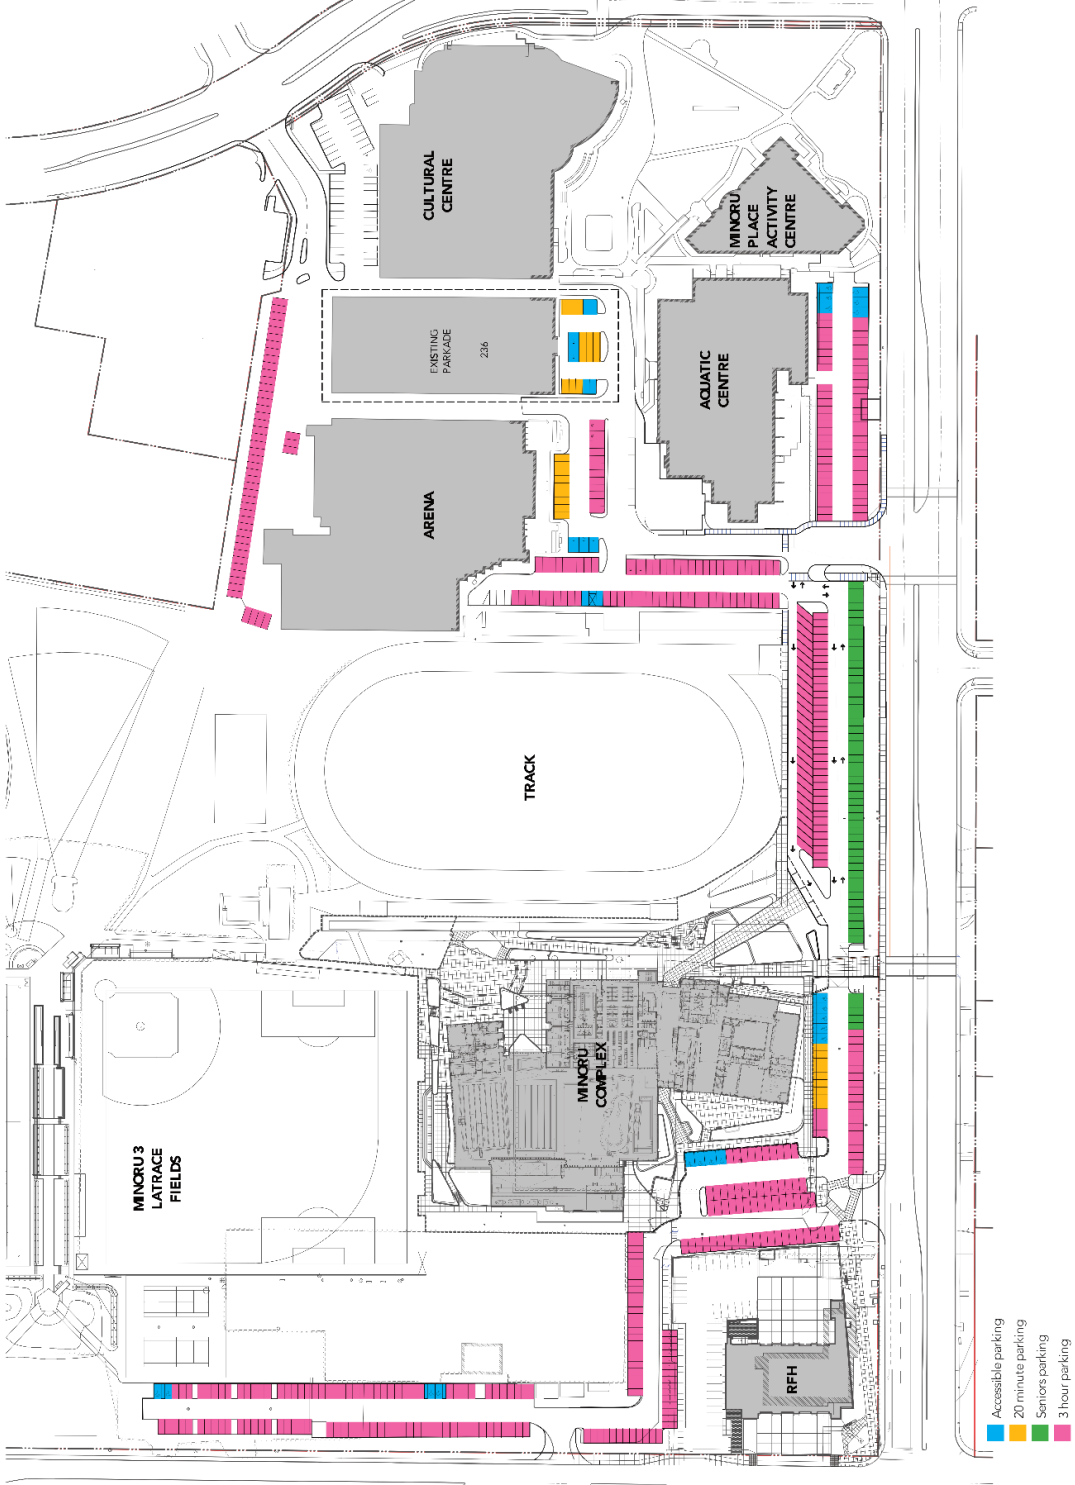 CULTURAL
CENTRE
MINORU
PLACE
ACTIVITY
CENTRE
EXISTING
PARKADE
236
AQUATIC
CENTRE
ARENA
TRACK
MINORU
COMPLEX
MINORU 3
LATRACE
FIELDS
RFH
Accessible parking
20 minute parking
Seniors parking
3 hour parking